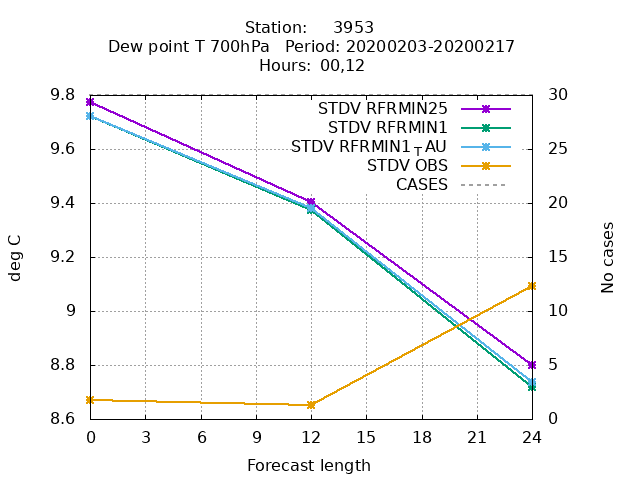 Station: 3953
Dew point T 700hPa Period: 20200203-20200217
Hours: 00,12
9.8
9.6
9.4
9.2
9
8.8
8.6
deg C
30
25
20
15
10
5
0
No cases
STDV RFRMIN25
STDV RFRMIN1
STDV RFRMIN1TAU
STDV OBS
CASES
0 3 6 9 12 15 18 21 24
Forecast length